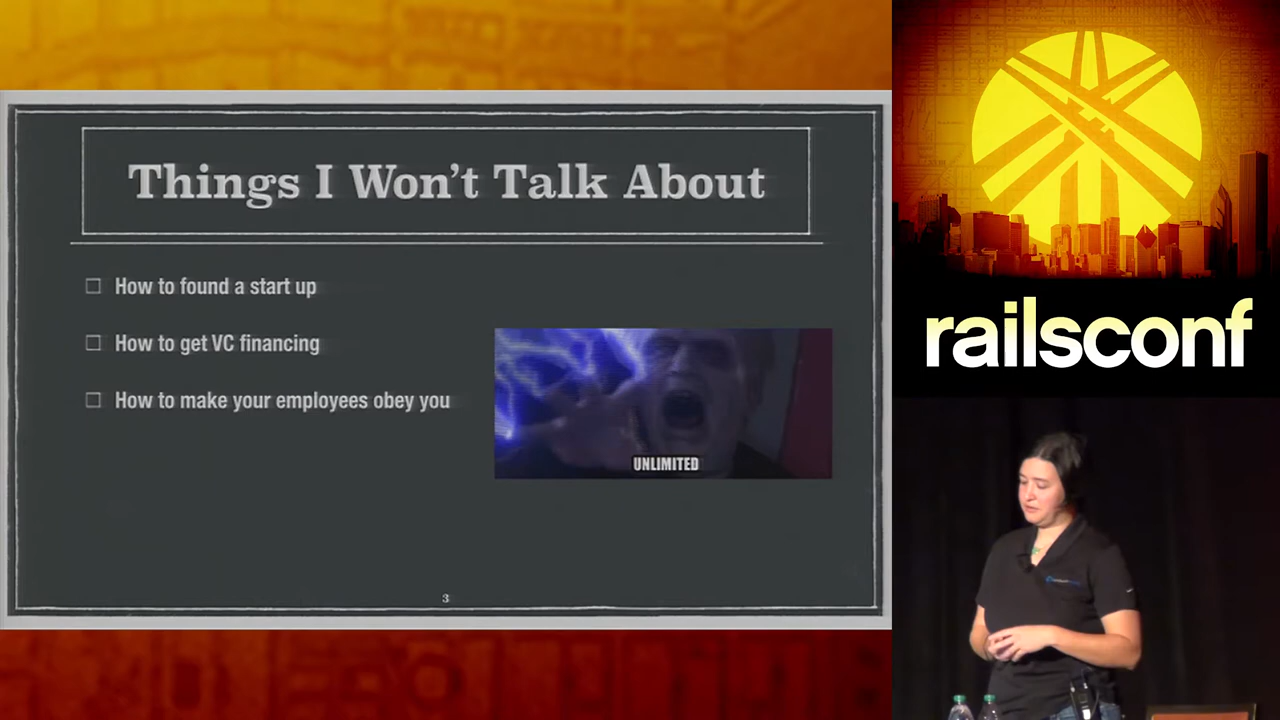 Things I Won't Talk About
How to found a start up
How to get VC financing
How to make your employees obey you
UNLIMITED
3
railsconf